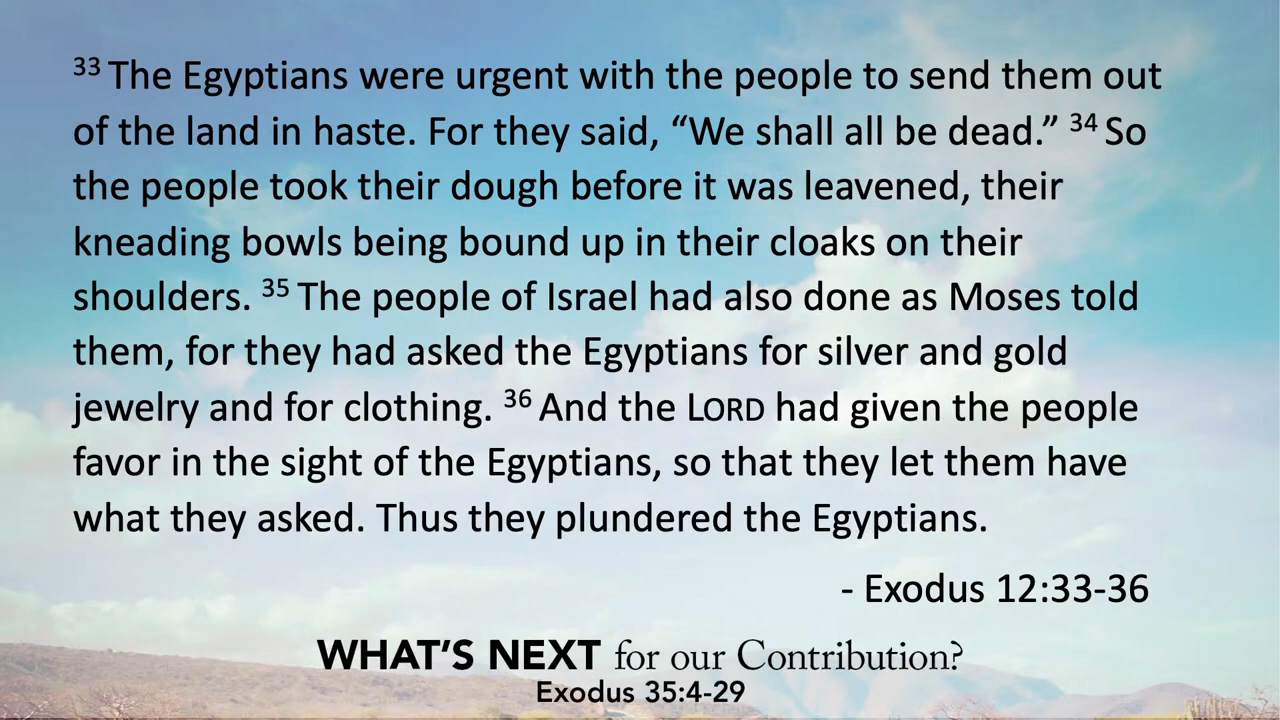 33 The Egyptians were urgent with the people to send them out
of the land in haste. For they said, “We shall all be dead.” 34 So
the people took their dough before it was leavened, their
kneading bowls being bound up in their cloaks on their
shoulders. 35 The people of Israel had also done as Moses told
them, for they had asked the Egyptians for silver and gold
jewelry and for clothing. 36 And the LORD had given the people
favor in the sight of the Egyptians, so that they let them have
what they asked. Thus they plundered the Egyptians.
- Exodus 12:33-36
WHAT’S NEXT for our Contribution?
Exodus 35:4-29